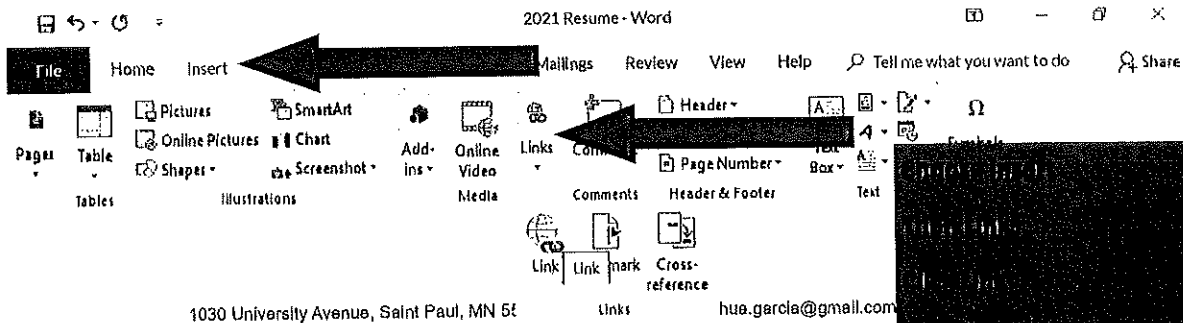 2021 Resume - Word
File Home Insert Mailings Review View Help Tell me what you want to do Share
Pages
Table
Tables
Pictures
Online Pictures
Shapes
SmartArt
Chart
Screenshot
Illustrations
Add-
ins
Online
Video
Media
Links
Comments
Header
Page Number
Header & Footer
Text
Box
Text
Ω
Link Link mark Cross-
reference
Links
1030 University Avenue, Saint Paul, MN hua.garcia@gmail.com